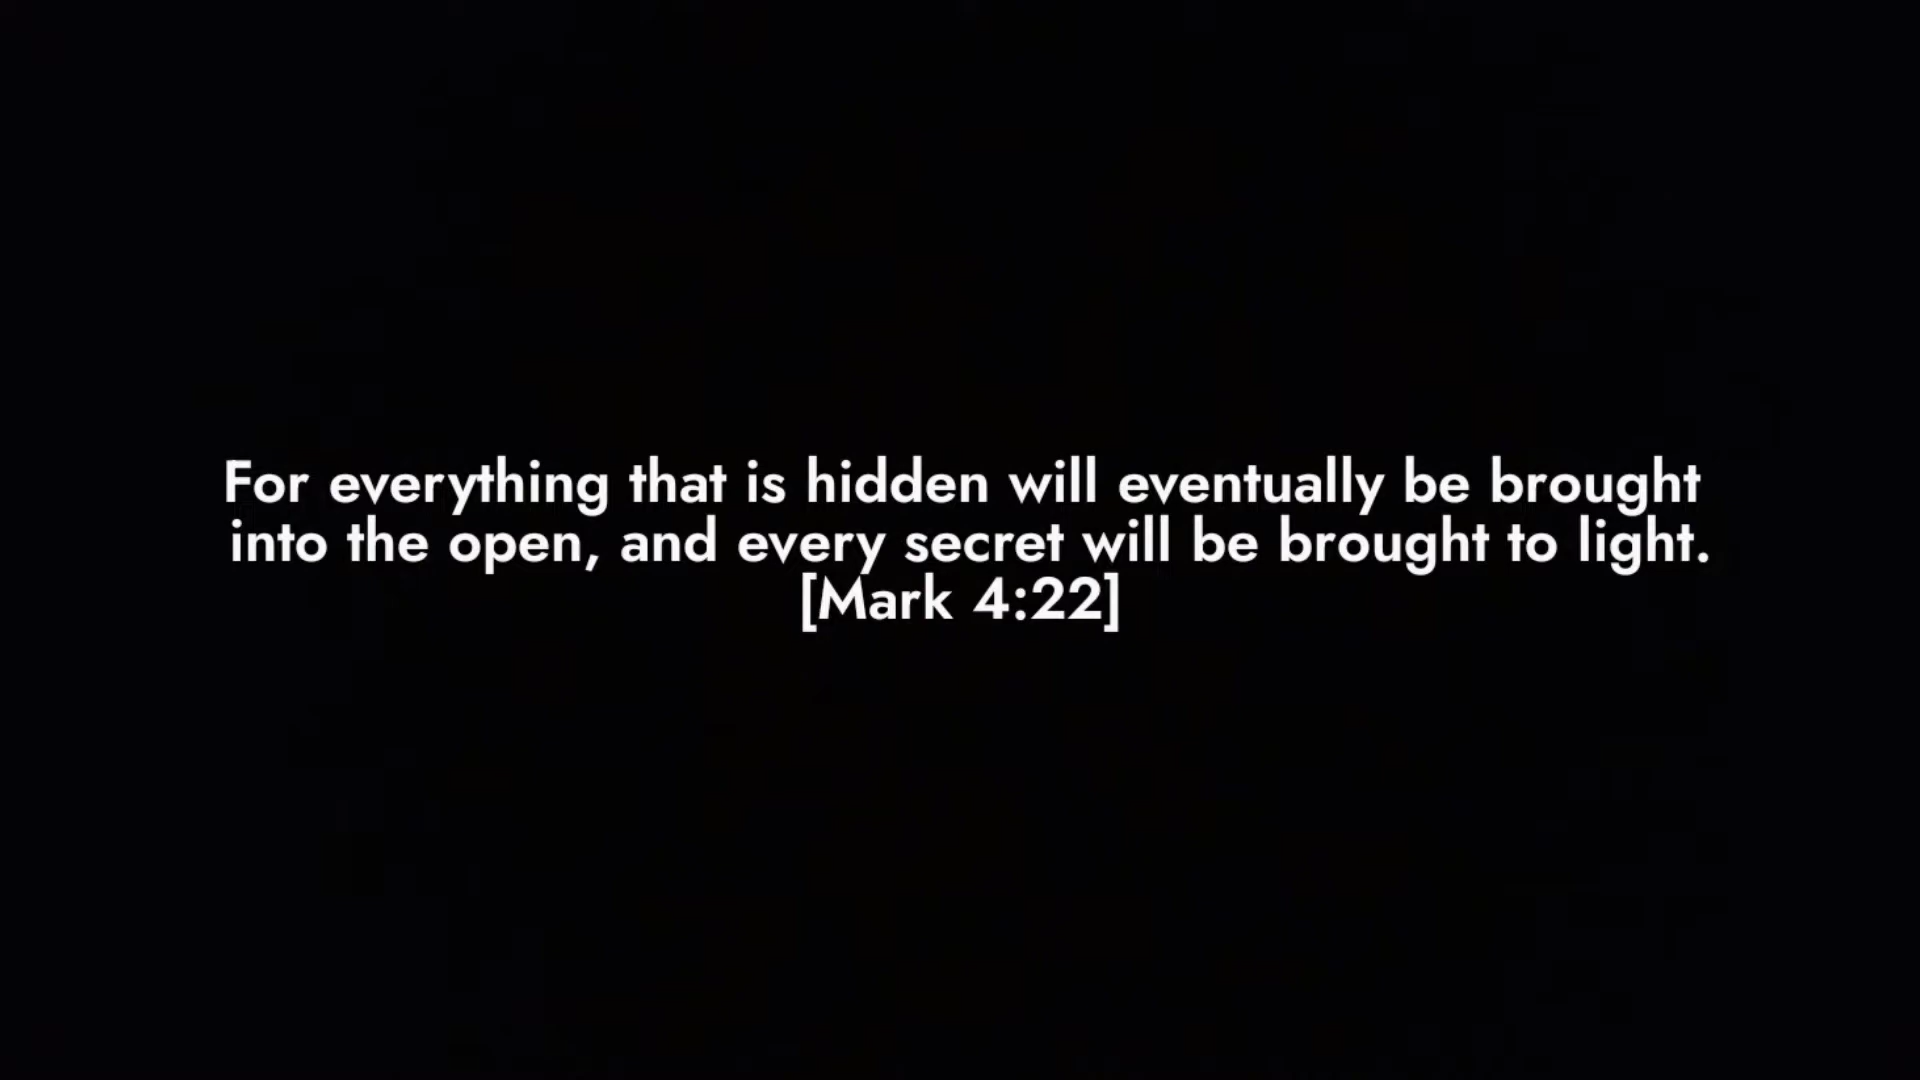 For everything that is hidden will eventually be brought
into the open, and every secret will be brought to light.
[Mark 4:22]